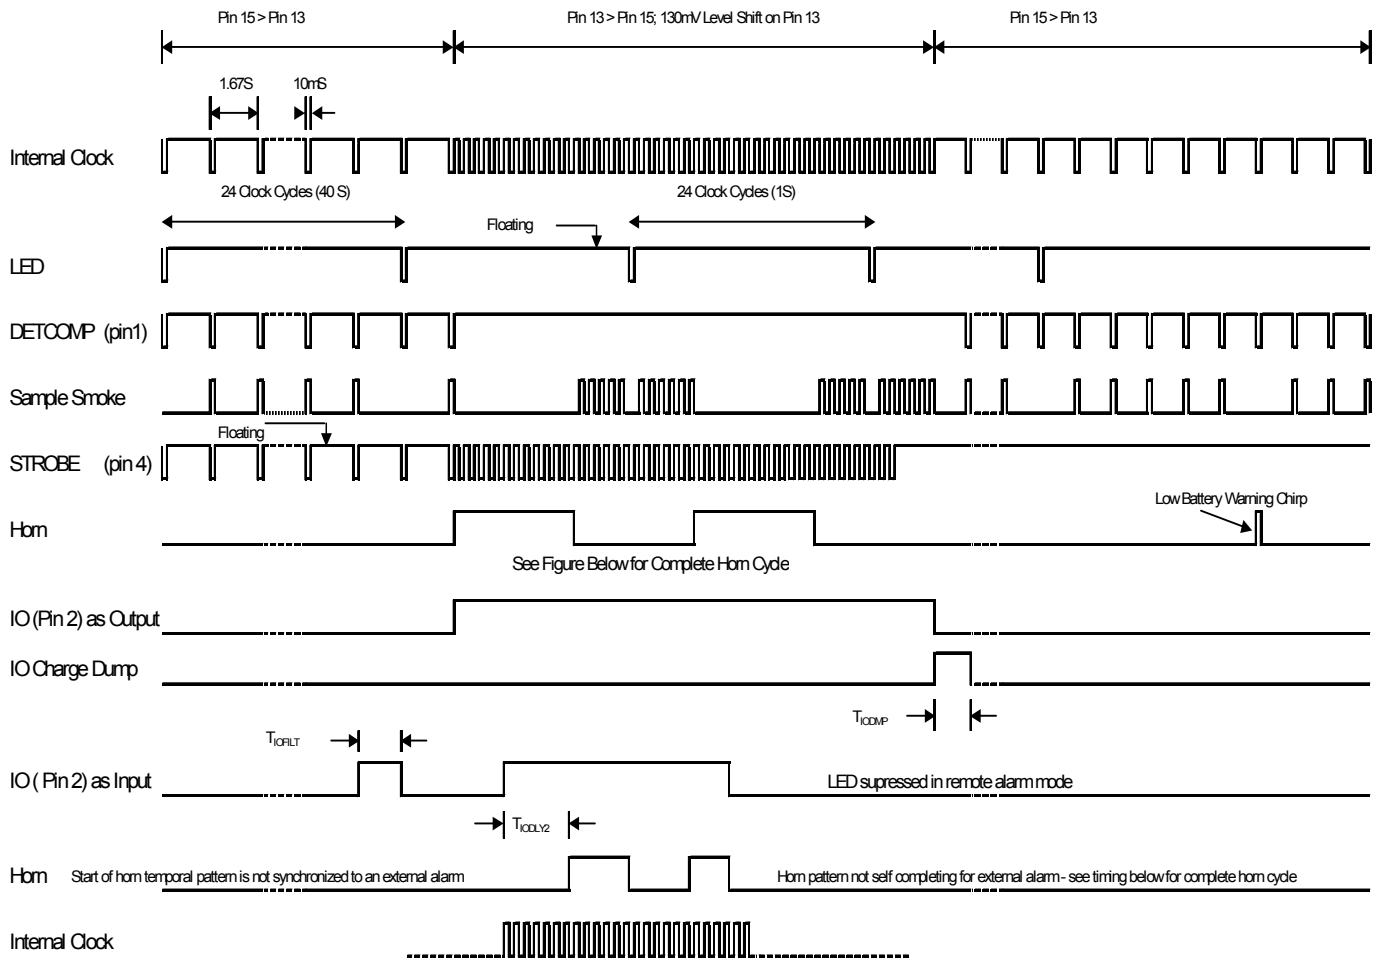 Pin 15 > Pin 13
Pin 13 > Pin 15; 130mV Level Shift on Pin 13
Pin 15 > Pin 13
1.67S
10mS
Internal Clock
24 Clock Cycles (40 S)
24 Clock Cycles (1S)
Floating
LED
DETCOMP (pin1)
Sample Smoke
Floating
STROBE (pin 4)
Low Battery Warning Chirp
Horn
See Figure Below for Complete Horn Cycle
IO (Pin 2) as Output
IO Charge Dump
TIODMP
TIOFILT
IO ( Pin 2) as Input
LED supressed in remote alarm mode
TIODLY2
Horn
Start of horn temporal pattern is not synchronized to an external alarm
Horn pattern not self completing for external alarm - see timing below for complete horn cycle
Internal Clock